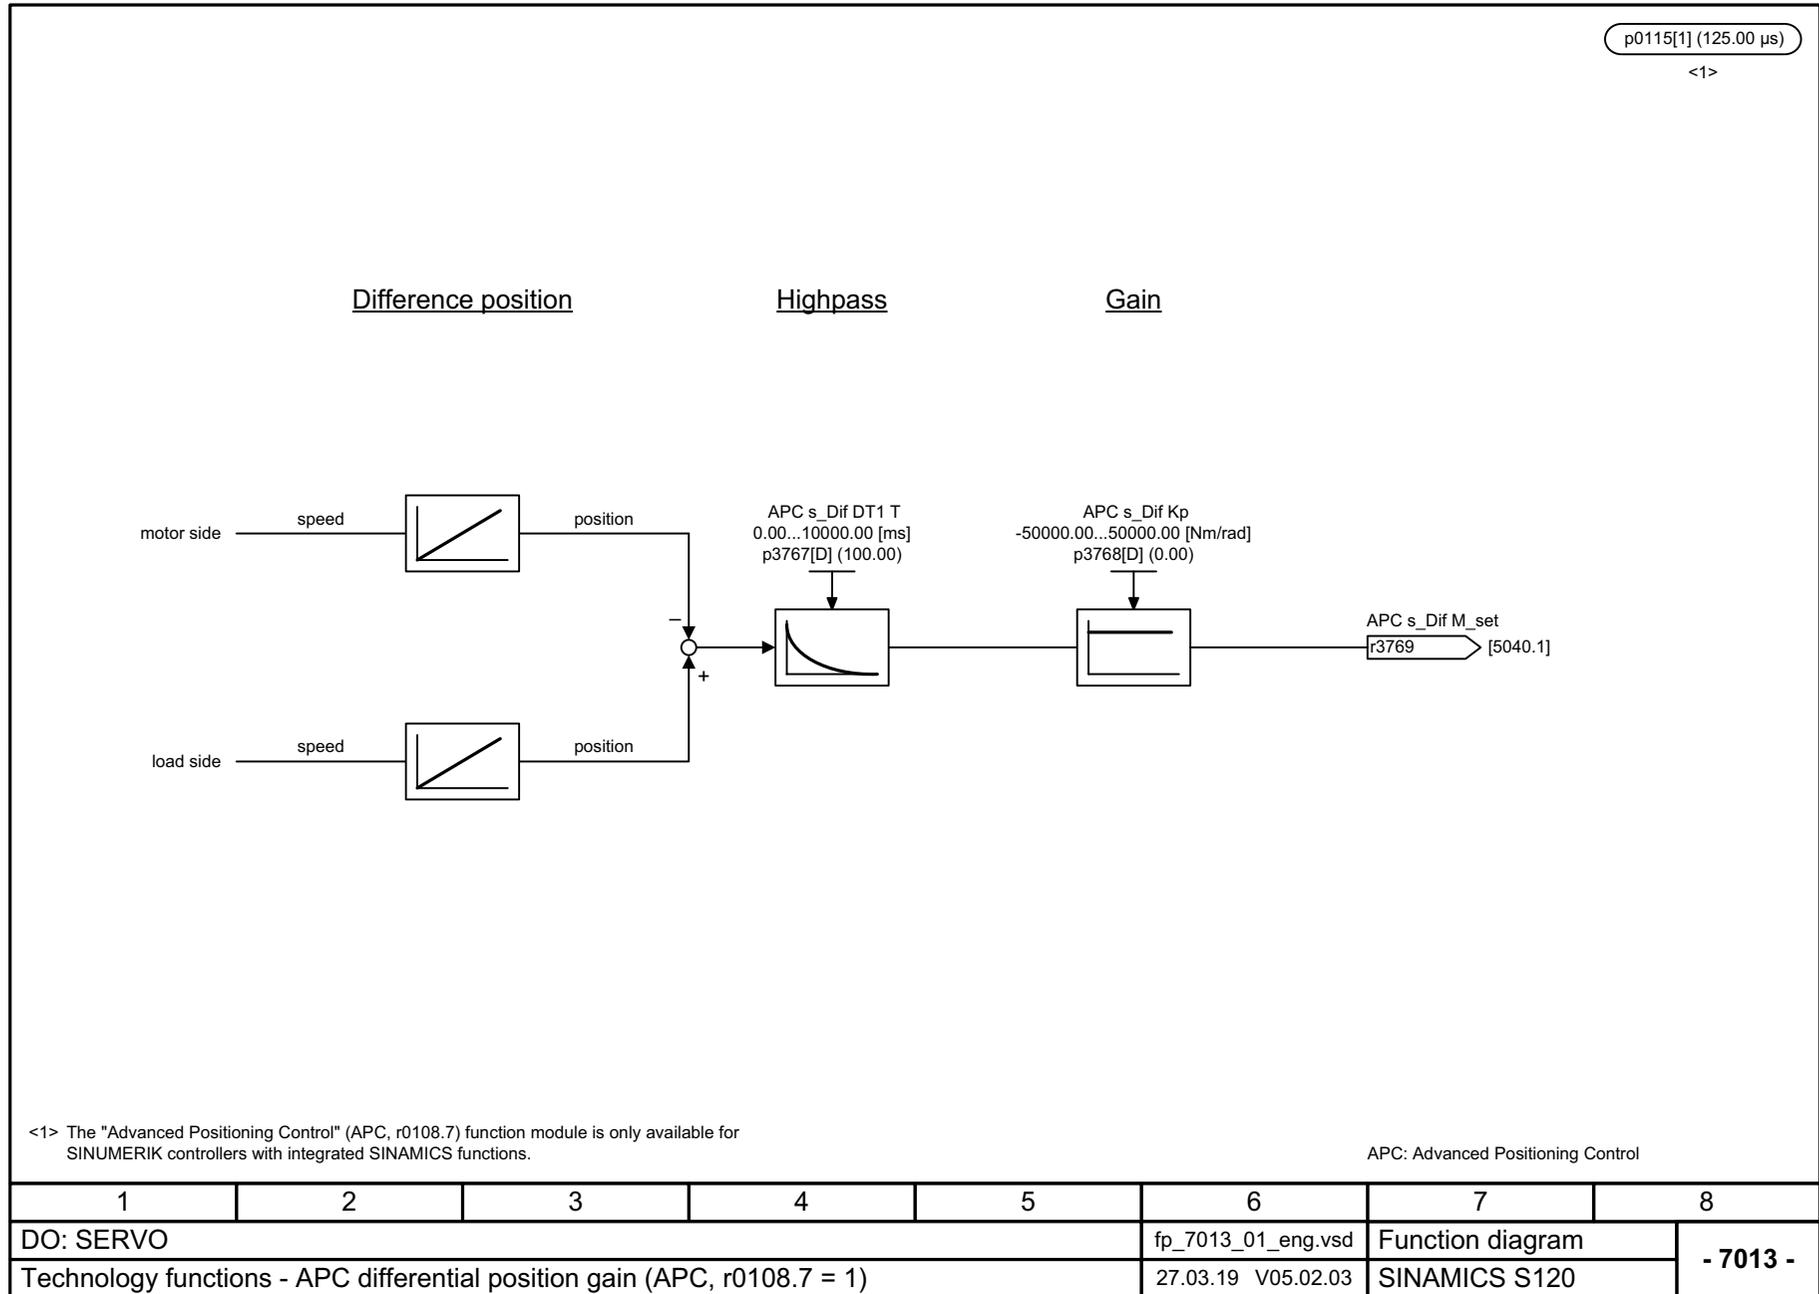 p0115[1] (125.00 µs)
<1>
Difference position
Highpass
Gain
motor side
speed
position
APC s_Dif DT1 T
0.00...10000.00 [ms]
p3767[D] (100.00)
APC s_Dif Kp
-50000.00...50000.00 [Nm/rad]
p3768[D] (0.00)
–
+
APC s_Dif M_set
r3769
[5040.1]
load side
speed
position
<1> The "Advanced Positioning Control" (APC, r0108.7) function module is only available for
SINUMERIK controllers with integrated SINAMICS functions.
APC: Advanced Positioning Control
1 2 3 4 5 6 7 8
DO: SERVO
fp_7013_01_eng.vsd
Function diagram
- 7013 -
Technology functions - APC differential position gain (APC, r0108.7 = 1)
27.03.19 V05.02.03
SINAMICS S120